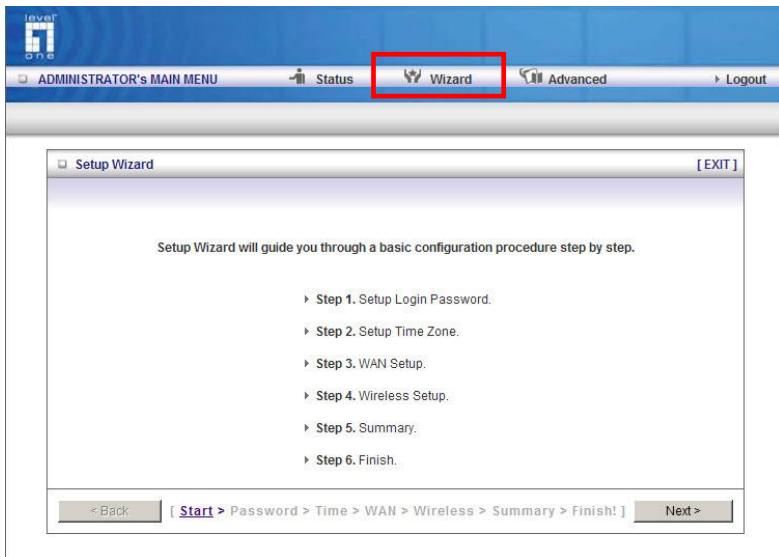 level
one
ADMINISTRATOR's MAIN MENU Status Wizard Advanced Logout
Setup Wizard [ EXIT ]
Setup Wizard will guide you through a basic configuration procedure step by step.
Step 1. Setup Login Password.
Step 2. Setup Time Zone.
Step 3. WAN Setup.
Step 4. Wireless Setup.
Step 5. Summary.
Step 6. Finish.
< Back [ Start > Password > Time > WAN > Wireless > Summary > Finish! ] Next >